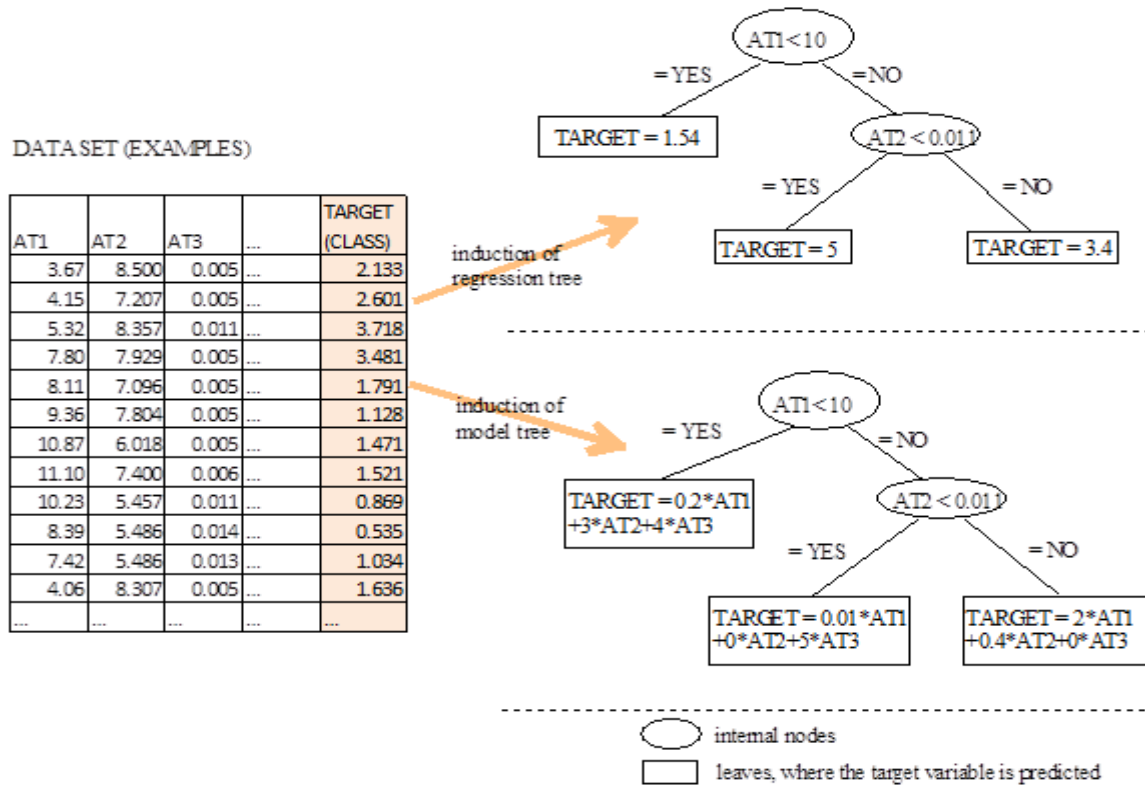 DATA SET (EXAMPLES)
AT1 AT2 AT3 ... TARGET
(CLASS)
3.67 8.500 0.005 ... 2.133
4.15 7.207 0.005 ... 2.601
5.32 8.357 0.011 ... 3.718
7.80 7.929 0.005 ... 3.481
8.11 7.096 0.005 ... 1.791
9.36 7.804 0.005 ... 1.128
10.87 6.018 0.005 ... 1.471
11.10 7.400 0.006 ... 1.521
10.23 5.457 0.011 ... 0.869
8.39 5.486 0.014 ... 0.535
7.42 5.486 0.013 ... 1.034
4.06 8.307 0.005 ... 1.636
... ... ... ... ...
induction of
regression tree
AT1<10
= YES
= NO
TARGET = 1.54
AT2 < 0.011
= YES
= NO
TARGET = 5
TARGET = 3.4
induction of
model tree
AT1<10
= YES
= NO
TARGET = 0.2*AT1
+3*AT2+4*AT3
AT2 < 0.011
= YES
= NO
TARGET = 0.01*AT1
+0*AT2+5*AT3
TARGET = 2*AT1
+0.4*AT2+0*AT3
internal nodes
leaves, where the target variable is predicted